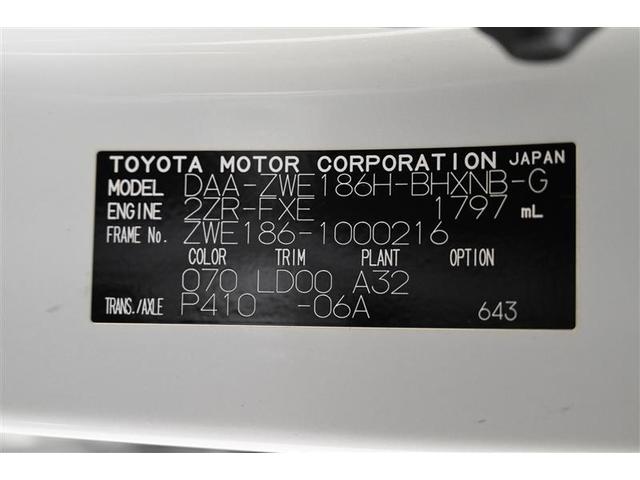 TOYOTA MOTOR CORPORATION JAPAN
MODEL DAA-ZWE186H-BHXNB-G
ENGINE 2ZR-FXE 1797 mL
FRAME No. ZWE186-1000216
COLOR TRIM PLANT OPTION
070 LD00 A32
TRANS./AXLE P410 -06A 643